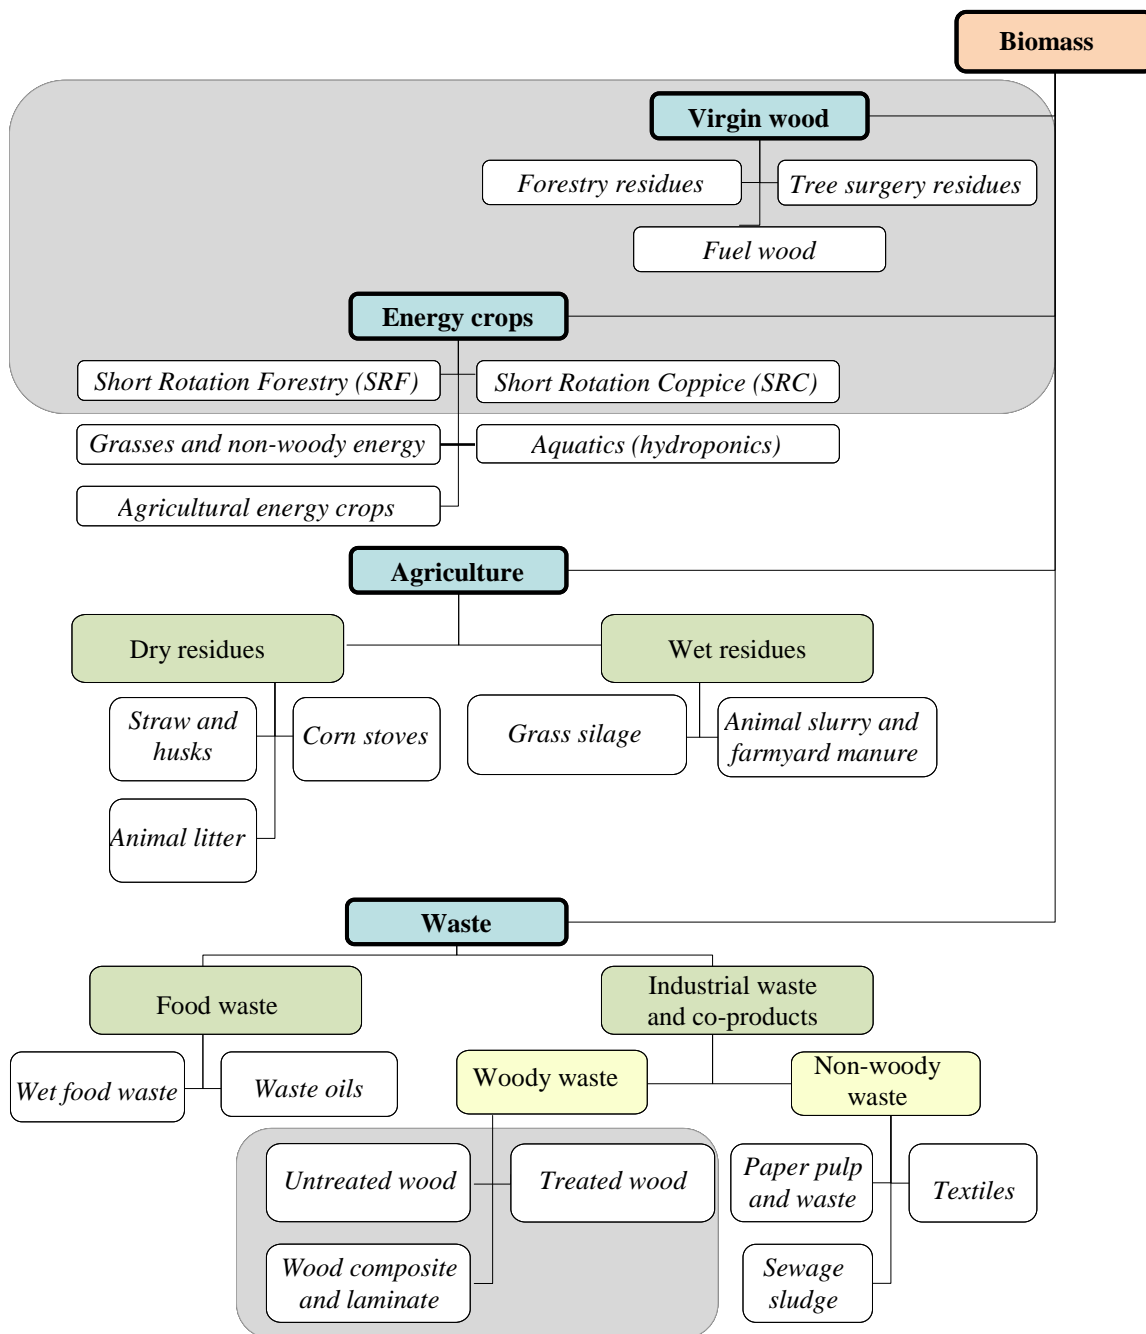 Biomass
Virgin wood
Forestry residues
Tree surgery residues
Fuel wood
Energy crops
Short Rotation Forestry (SRF)
Short Rotation Coppice (SRC)
Grasses and non-woody energy
Aquatics (hydroponics)
Agricultural energy crops
Agriculture
Dry residues
Wet residues
Straw and
husks
Corn stoves
Grass silage
Animal slurry and
farmyard manure
Animal litter
Waste
Food waste
Industrial waste
and co-products
Wet food waste
Waste oils
Woody waste
Non-woody
waste
Untreated wood
Treated wood
Paper pulp
and waste
Textiles
Wood composite
and laminate
Sewage
sludge